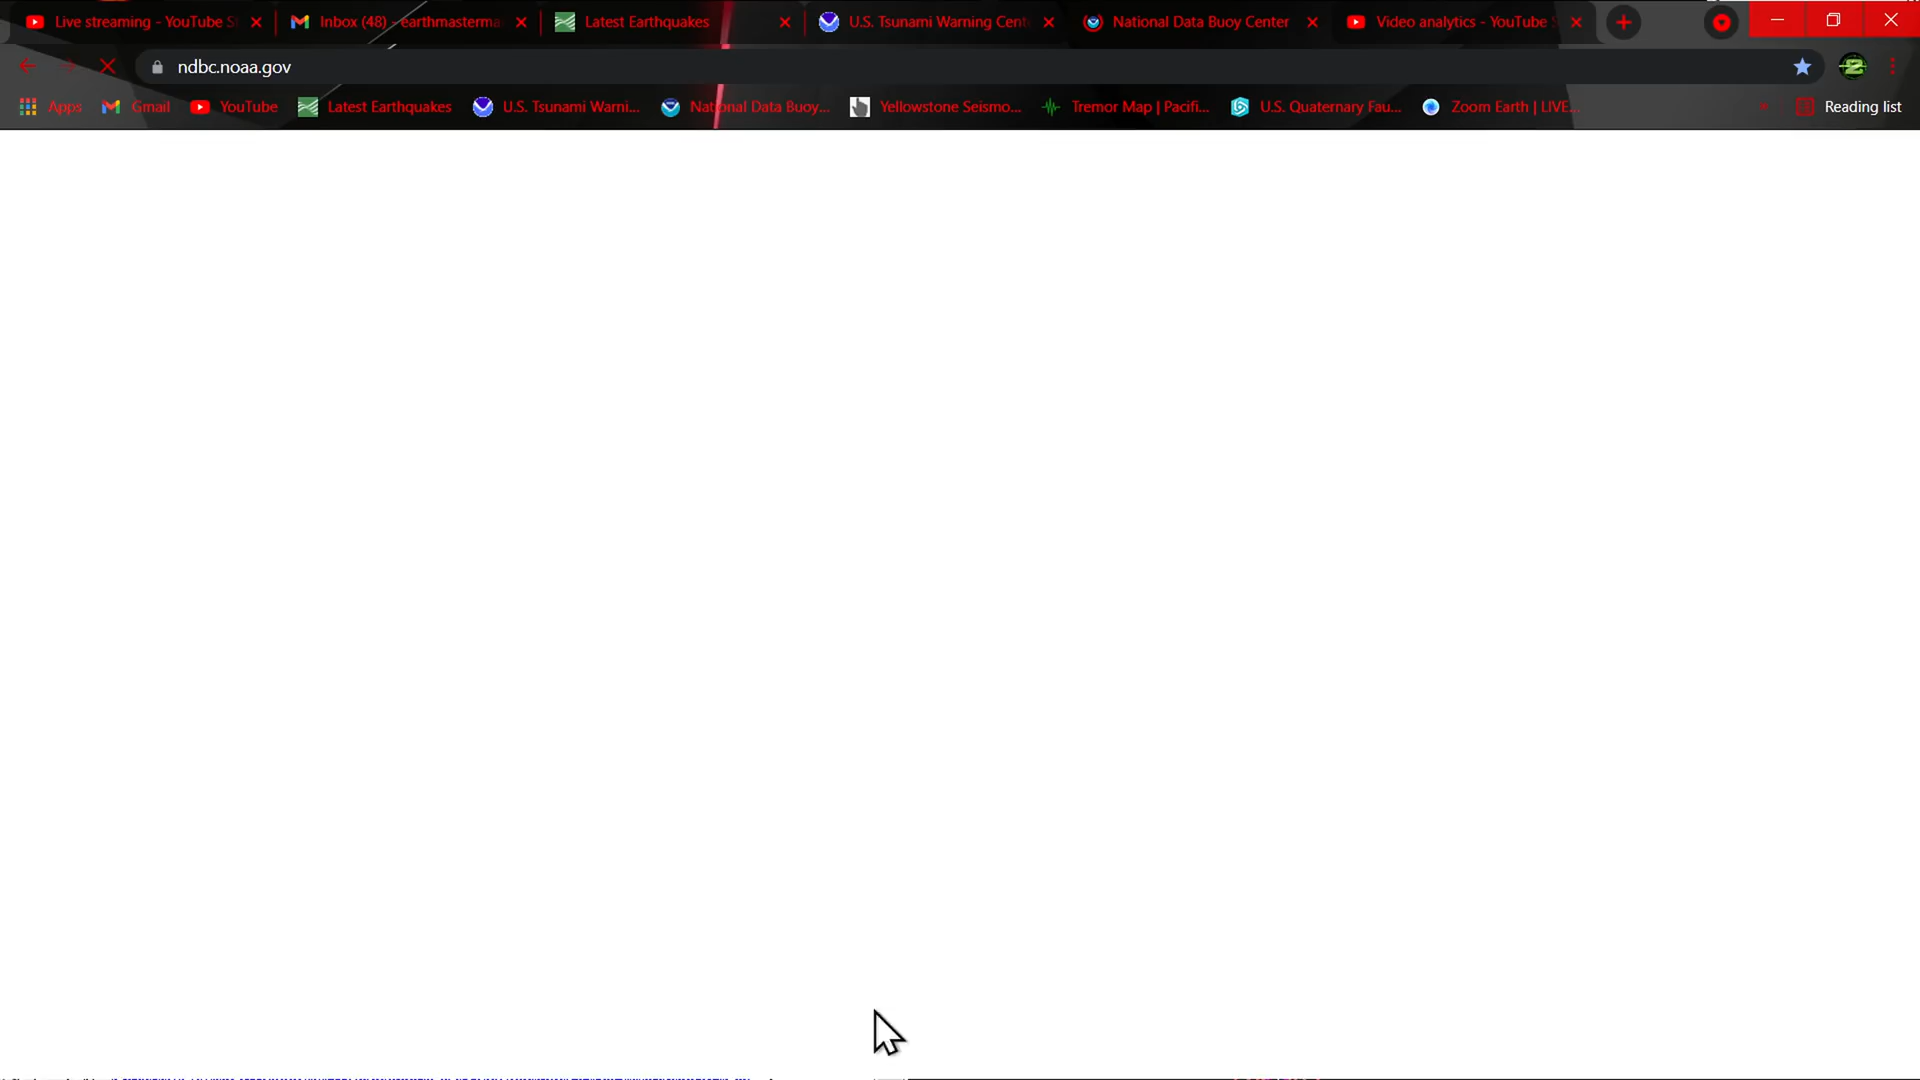 Live streaming - YouTube S
Inbox (48) - earthmasterma
Latest Earthquakes
U.S. Tsunami Warning Cent
National Data Buoy Center
Video analytics - YouTube S
ndbc.noaa.gov
Apps
Gmail
YouTube
Latest Earthquakes
U.S. Tsunami Warni...
National Data Buoy...
Yellowstone Seismo...
Tremor Map | Pacifi...
U.S. Quaternary Fau...
Zoom Earth | LIVE...
Reading list